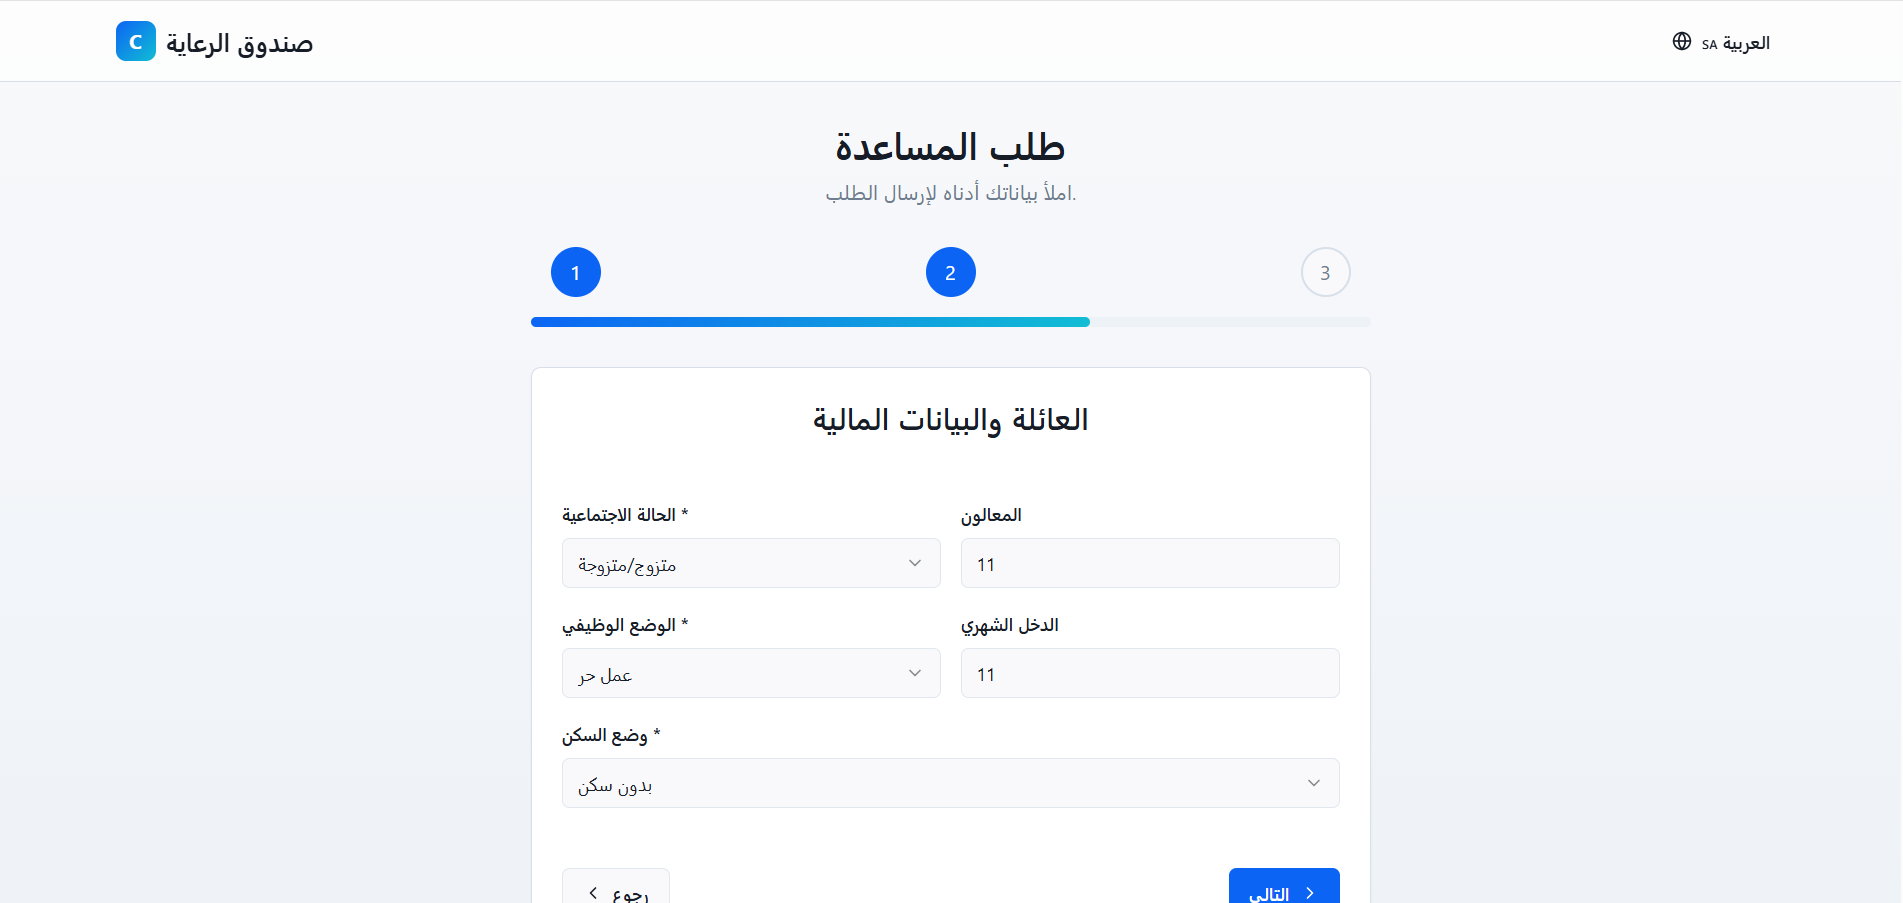 C صندوق الرعاية
العربية SA
طلب المساعدة
املأ بياناتك أدناه لإرسال الطلب.
1
2
3
العائلة والبيانات المالية
الحالة الاجتماعية *
متزوج/متزوجة
المعالون
11
الوضع الوظيفي *
عمل حر
الدخل الشهري
11
وضع السكن *
بدون سكن
رجوع
التالي